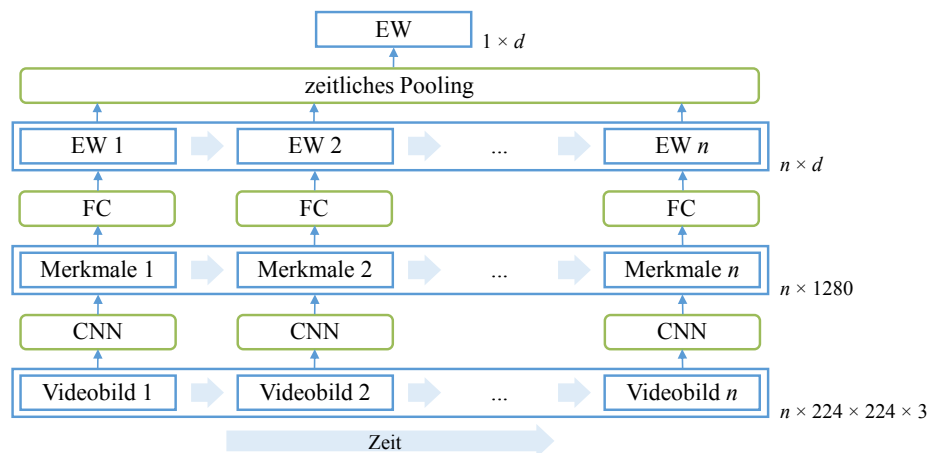 EW
1 × d
zeitliches Pooling
EW 1 EW 2 ... EW n
n × d
FC FC FC
Merkmale 1 Merkmale 2 ... Merkmale n
n × 1280
CNN CNN CNN
Videobild 1 Videobild 2 ... Videobild n
n × 224 × 224 × 3
Zeit